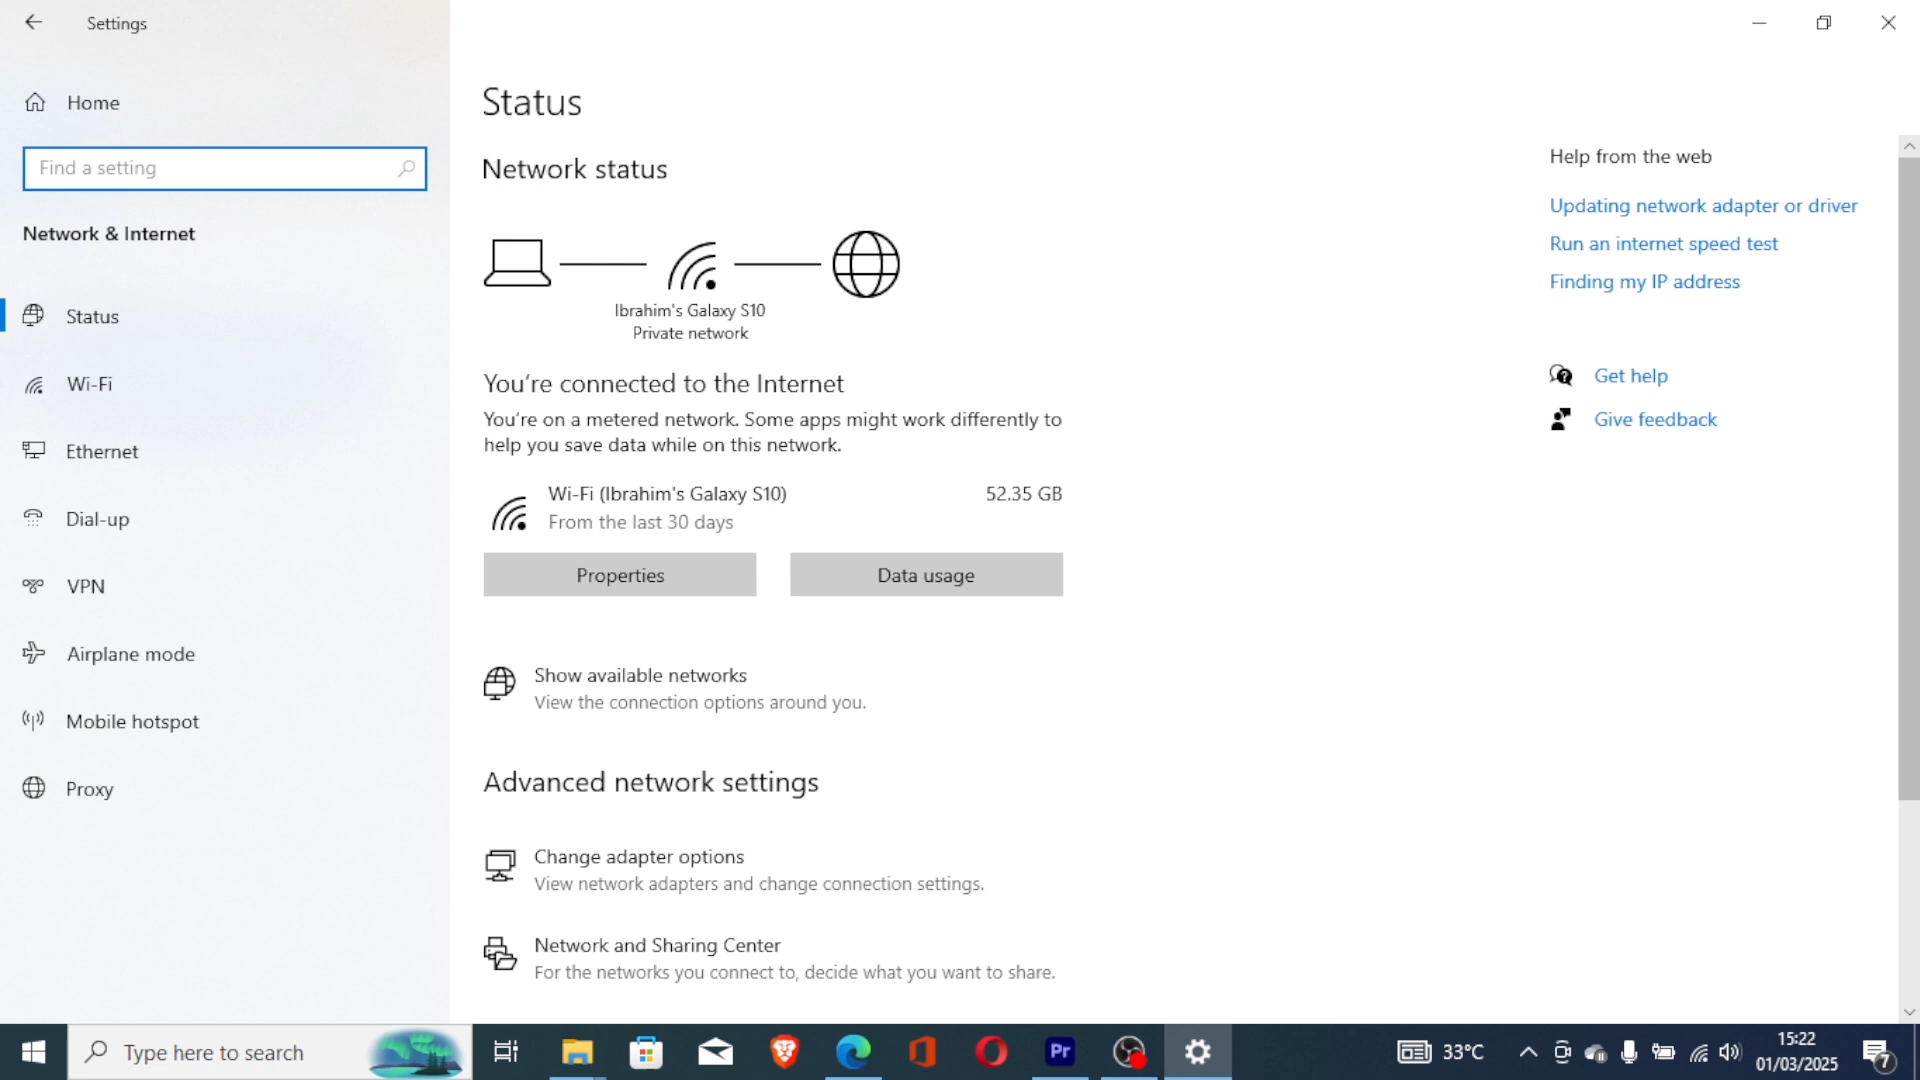 Settings
Home
Find a setting
Network & Internet
Status
Wi-Fi
Ethernet
Dial-up
VPN
Airplane mode
Mobile hotspot
Proxy
Status
Network status
Ibrahim's Galaxy S10
Private network
You're connected to the Internet
You're on a metered network. Some apps might work differently to
help you save data while on this network.
Wi-Fi (Ibrahim's Galaxy S10) 52.35 GB
From the last 30 days
Properties Data usage
Show available networks
View the connection options around you.
Advanced network settings
Change adapter options
View network adapters and change connection settings.
Network and Sharing Center
For the networks you connect to, decide what you want to share.
Help from the web
Updating network adapter or driver
Run an internet speed test
Finding my IP address
Get help
Give feedback
Type here to search
Pr
33°C
15:22
01/03/2025
7